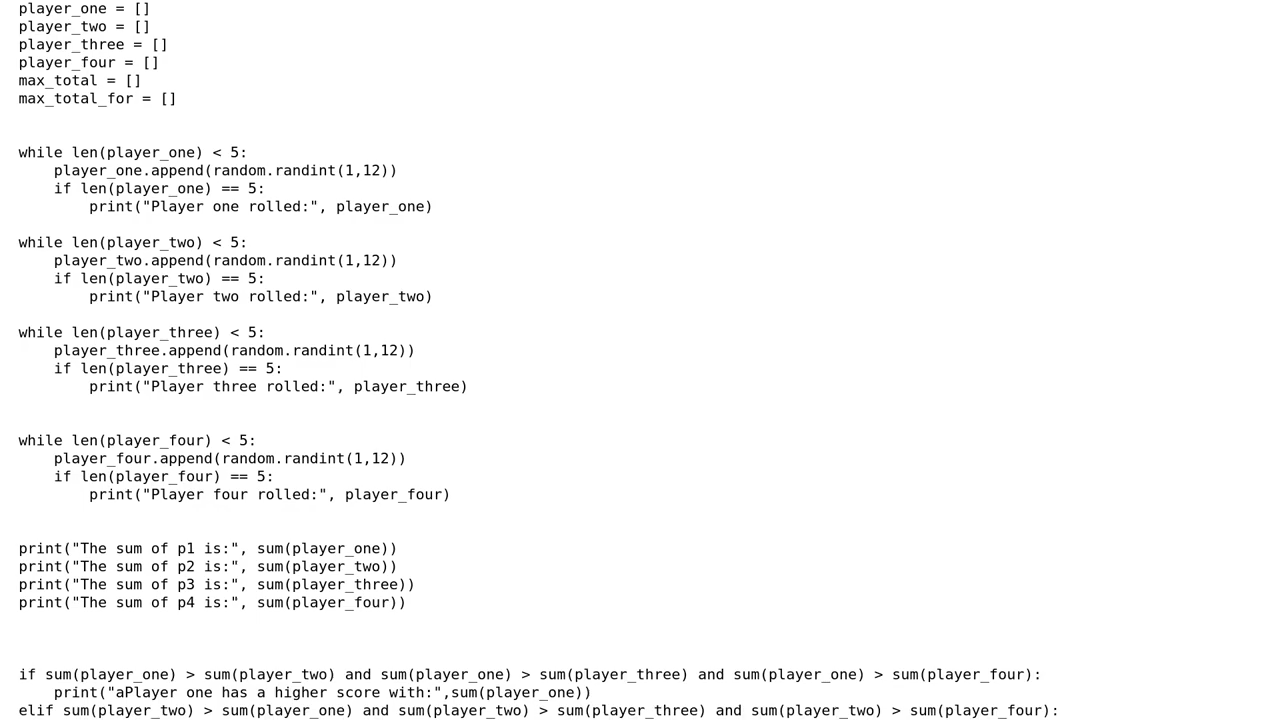 player_one = []
player_two = []
player_three = []
player_four = []
max_total = []
max_total_for = []
while len(player_one) < 5:
    player_one.append(random.randint(1,12))
    if len(player_one) == 5:
        print("Player one rolled:", player_one)
while len(player_two) < 5:
    player_two.append(random.randint(1,12))
    if len(player_two) == 5:
        print("Player two rolled:", player_two)
while len(player_three) < 5:
    player_three.append(random.randint(1,12))
    if len(player_three) == 5:
        print("Player three rolled:", player_three)
while len(player_four) < 5:
    player_four.append(random.randint(1,12))
    if len(player_four) == 5:
        print("Player four rolled:", player_four)
print("The sum of p1 is:", sum(player_one))
print("The sum of p2 is:", sum(player_two))
print("The sum of p3 is:", sum(player_three))
print("The sum of p4 is:", sum(player_four))
if sum(player_one) > sum(player_two) and sum(player_one) > sum(player_three) and sum(player_one) > sum(player_four):
    print("aPlayer one has a higher score with:",sum(player_one))
elif sum(player_two) > sum(player_one) and sum(player_two) > sum(player_three) and sum(player_two) > sum(player_four):